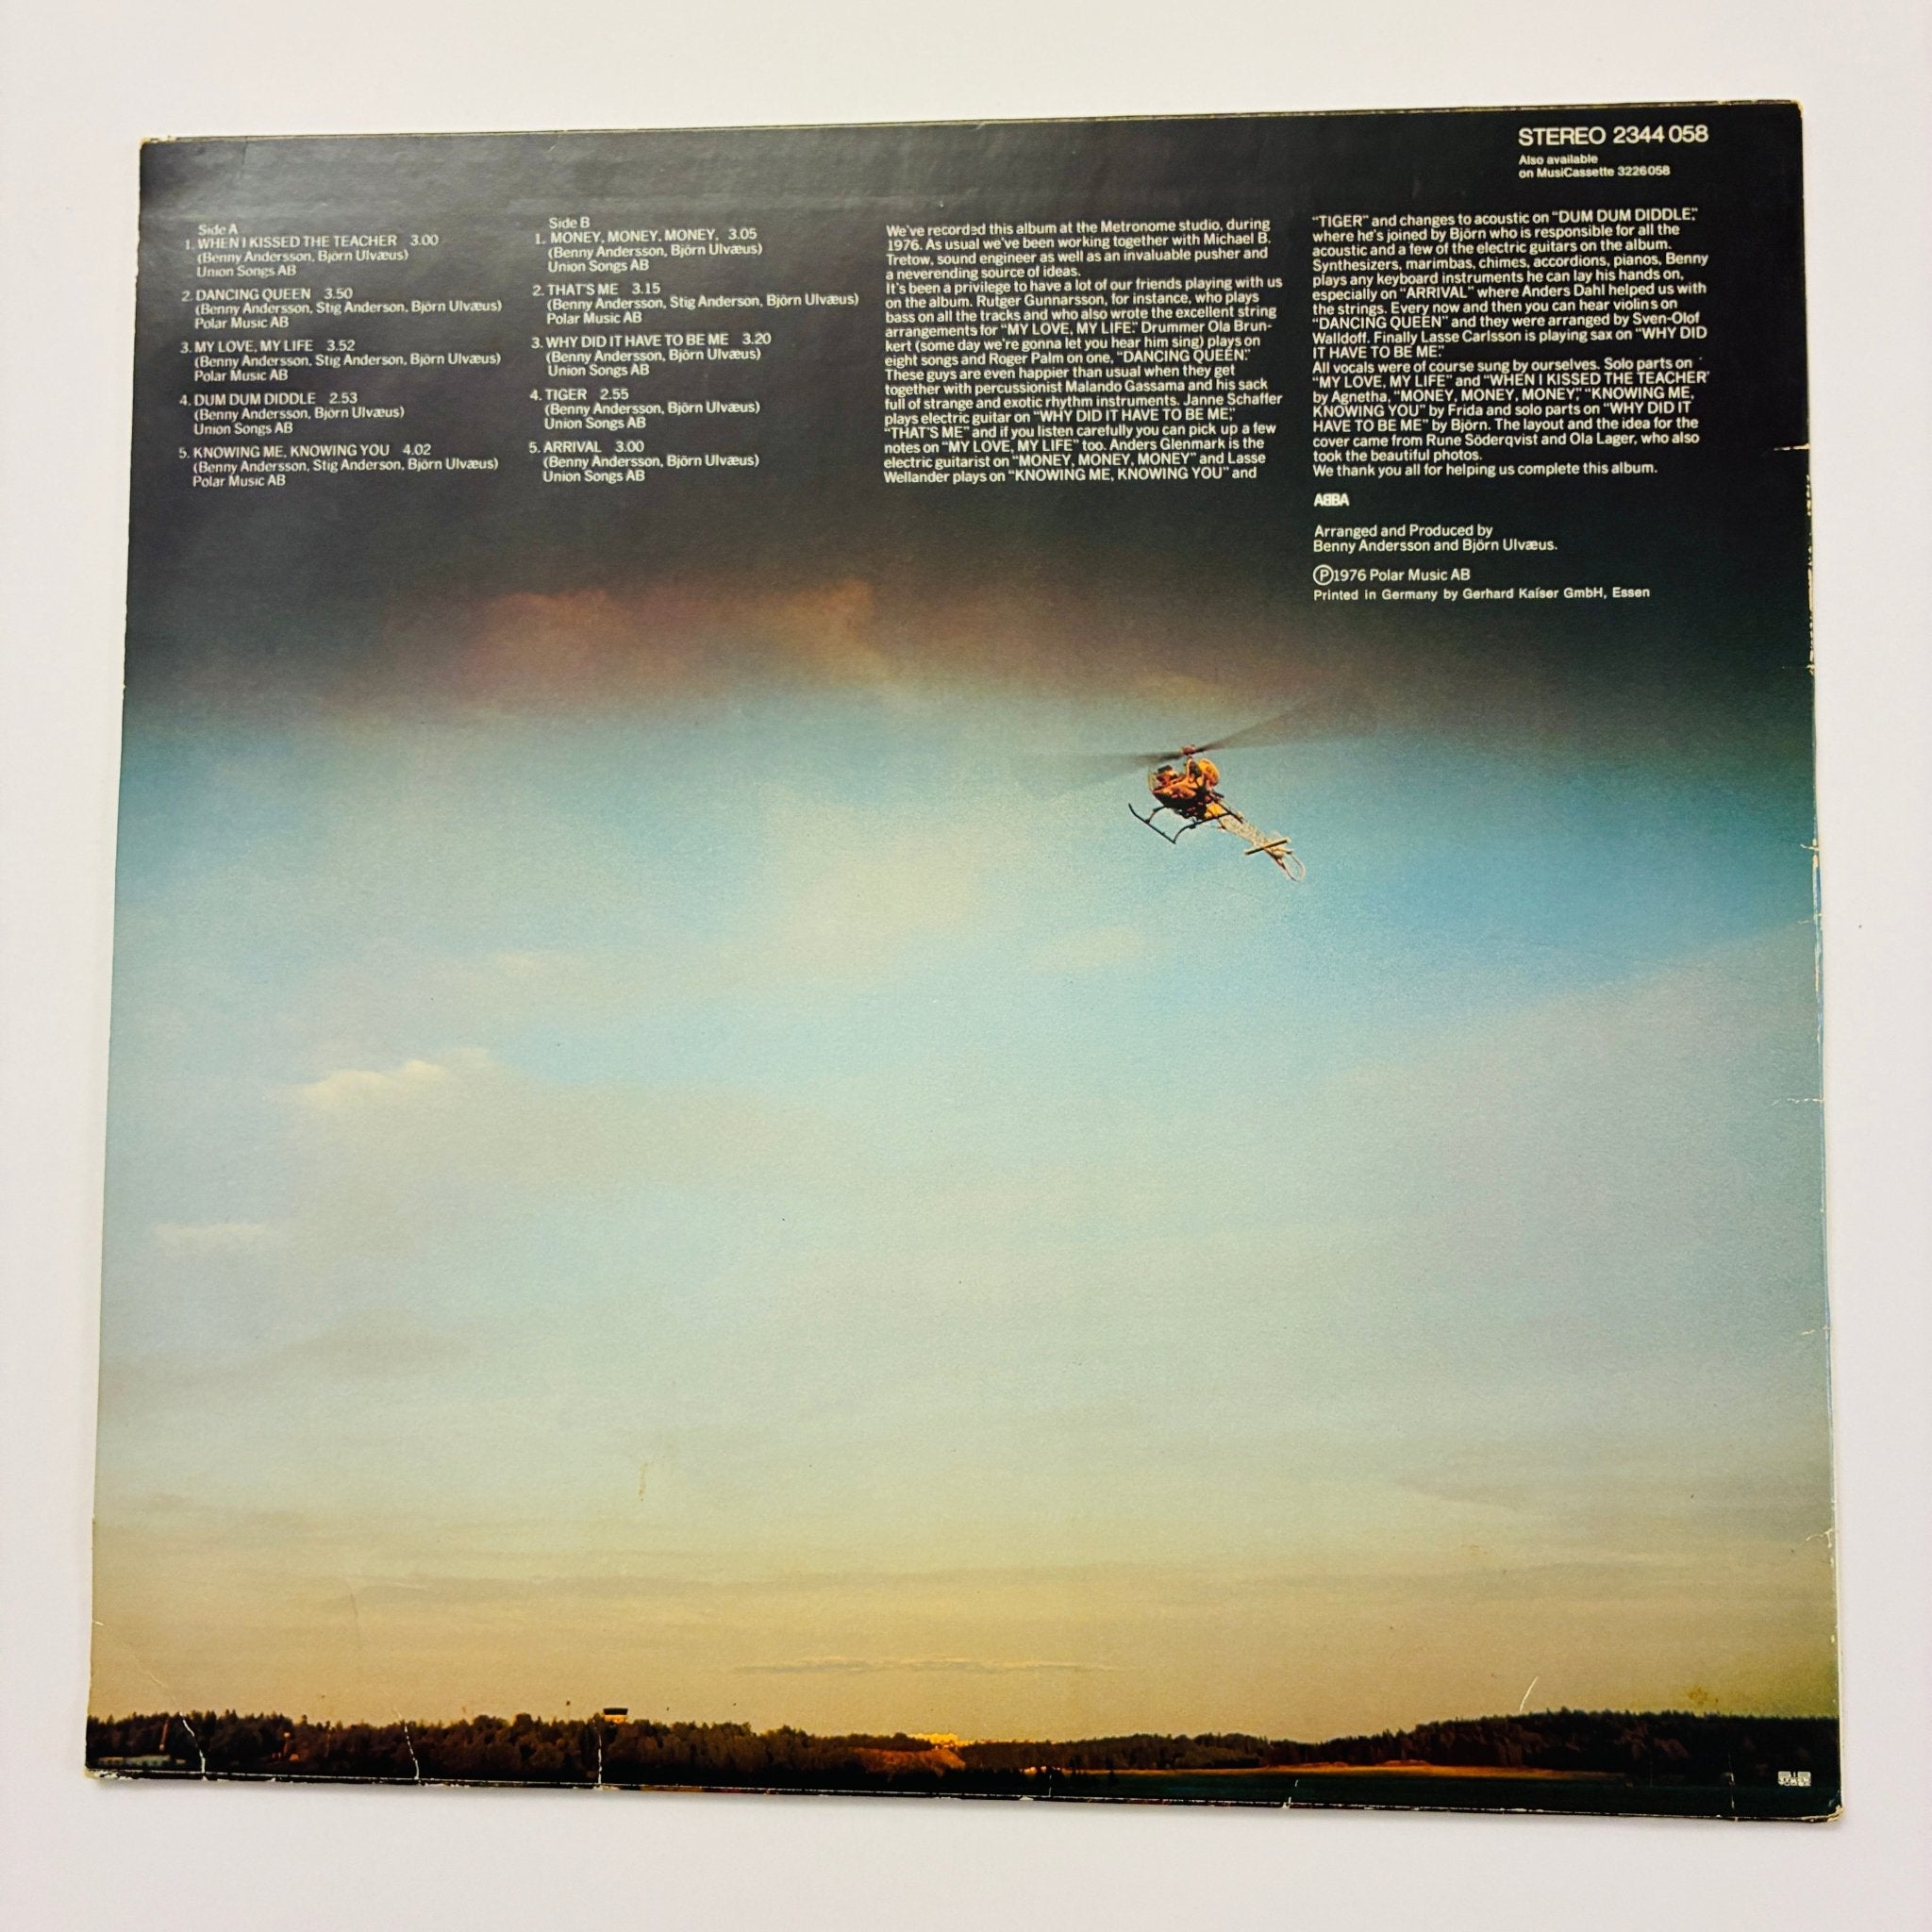 STEREO 2344 058
Also available
on MusiCassette 3226058
Side A
1. WHEN I KISSED THE TEACHER 3.00
(Benny Andersson, Björn Ulvæus)
Union Songs AB
2. DANCING QUEEN 3.50
(Benny Andersson, Stig Anderson, Björn Ulvæus)
Polar Music AB
3. MY LOVE, MY LIFE 3.52
(Benny Andersson, Stig Anderson, Björn Ulvæus)
Polar Music AB
4. DUM DUM DIDDLE 2.53
(Benny Andersson, Björn Ulvæus)
Union Songs AB
5. KNOWING ME, KNOWING YOU 4.02
(Benny Andersson, Stig Anderson, Björn Ulvæus)
Polar Music AB
Side B
1. MONEY, MONEY, MONEY, 3.05
(Benny Andersson, Björn Ulvæus)
Union Songs AB
2. THAT'S ME 3.15
(Benny Andersson, Stig Anderson, Björn Ulvæus)
Polar Music AB
3. WHY DID IT HAVE TO BE ME 3.20
(Benny Andersson, Björn Ulvæus)
Union Songs AB
4. TIGER 2.55
(Benny Andersson, Björn Ulvæus)
Union Songs AB
5. ARRIVAL 3.00
(Benny Andersson, Björn Ulvæus)
Union Songs AB
We've recorded this album at the Metronome studio, during
1976. As usual we've been working together with Michael B.
Tretow, sound engineer as well as an invaluable pusher and
a neverending source of ideas.
It's been a privilege to have a lot of our friends playing with us
on the album. Rutger Gunnarsson, for instance, who plays
bass on all the tracks and who also wrote the excellent string
arrangements for "MY LOVE, MY LIFE." Drummer Ola Brun-
kert (some day we're gonna let you hear him sing) plays on
eight songs and Roger Palm on one, "DANCING QUEEN."
These guys are even happier than usual when they get
together with percussionist Malando Gassama and his sack
full of strange and exotic rhythm instruments. Janne Schaffer
plays electric guitar on "WHY DID IT HAVE TO BE ME,"
"THAT'S ME" and if you listen carefully you can pick up a few
notes on "MY LOVE, MY LIFE" too. Anders Glenmark is the
electric guitarist on "MONEY, MONEY, MONEY" and Lasse
Wellander plays on "KNOWING ME, KNOWING YOU" and
"TIGER" and changes to acoustic on "DUM DUM DIDDLE,"
where he's joined by Björn who is responsible for all the
acoustic and a few of the electric guitars on the album.
Synthesizers, marimbas, chimes, accordions, pianos, Benny
plays any keyboard instruments he can lay his hands on,
especially on "ARRIVAL" where Anders Dahl helped us with
the strings. Every now and then you can hear violins on
"DANCING QUEEN" and they were arranged by Sven-Olof
Walldoff. Finally Lasse Carlsson is playing sax on "WHY DID
IT HAVE TO BE ME."
All vocals were of course sung by ourselves. Solo parts on
"MY LOVE, MY LIFE" and "WHEN I KISSED THE TEACHER"
by Agnetha, "MONEY, MONEY, MONEY," "KNOWING ME,
KNOWING YOU" by Frida and solo parts on "WHY DID IT
HAVE TO BE ME" by Björn. The layout and the idea for the
cover came from Rune Söderqvist and Ola Lager, who also
took the beautiful photos.
We thank you all for helping us complete this album.
ABBA
Arranged and Produced by
Benny Andersson and Björn Ulvæus.
Ⓟ1976 Polar Music AB
Printed in Germany by Gerhard Kaiser GmbH, Essen